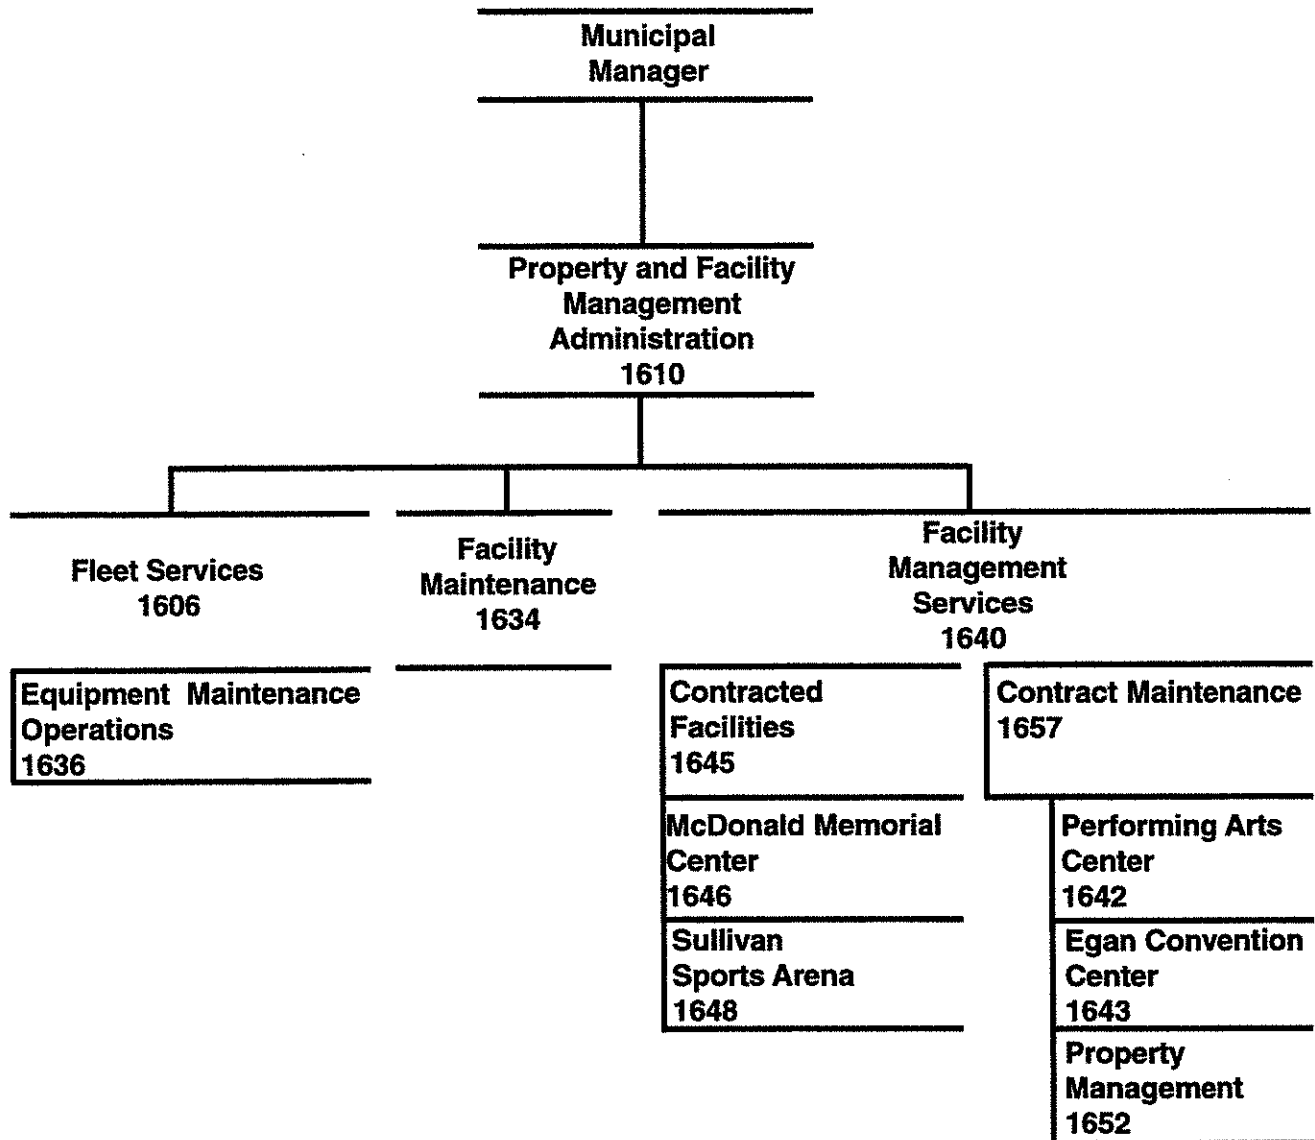 Municipal
Manager
Property and Facility
Management
Administration
1610
Fleet Services
1606
Facility
Maintenance
1634
Facility
Management
Services
1640
Equipment Maintenance
Operations
1636
Contracted
Facilities
1645
Contract Maintenance
1657
McDonald Memorial
Center
1646
Performing Arts
Center
1642
Sullivan
Sports Arena
1648
Egan Convention
Center
1643
Property
Management
1652